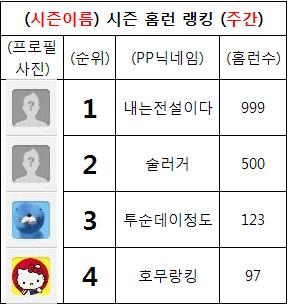 (시즌이름) 시즌 홈런 랭킹 (주간)
(프로필 사진) (순위) (PP닉네임) (홈런수)
? 1 내는전설이다 999
? 2 술러거 500
3 투순데이정도 123
4 호무랑킹 97